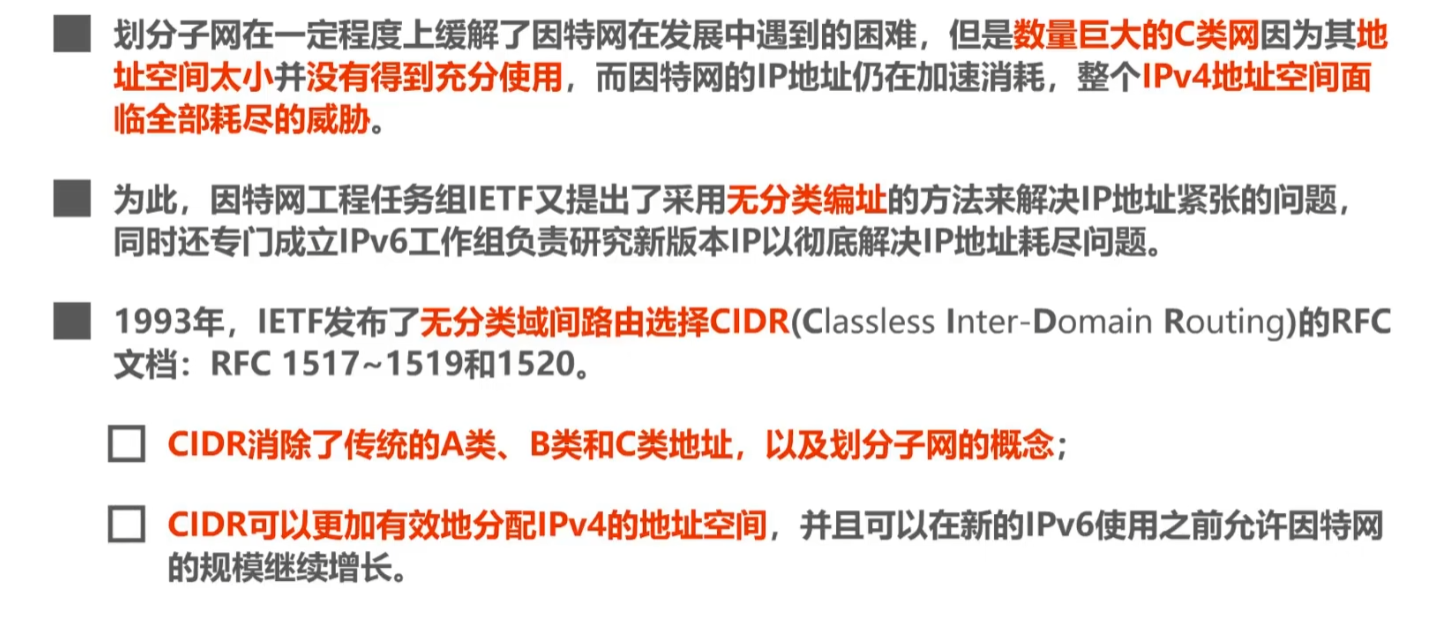 划分子网在一定程度上缓解了因特网在发展中遇到的困难，但是数量巨大的C类网因为其地
址空间太小并没有得到充分使用，而因特网的IP地址仍在加速消耗，整个IPv4地址空间面
临全部耗尽的威胁。
为此，因特网工程任务组IETF又提出了采用无分类编址的方法来解决IP地址紧张的问题，
同时还专门成立IPv6工作组负责研究新版本IP以彻底解决IP地址耗尽问题。
1993年，IETF发布了无分类域间路由选择CIDR(Classless Inter-Domain Routing)的RFC
文档：RFC 1517~1519和1520。
CIDR消除了传统的A类、B类和C类地址，以及划分子网的概念；
CIDR可以更加有效地分配IPv4的地址空间，并且可以在新的IPv6使用之前允许因特网
的规模继续增长。